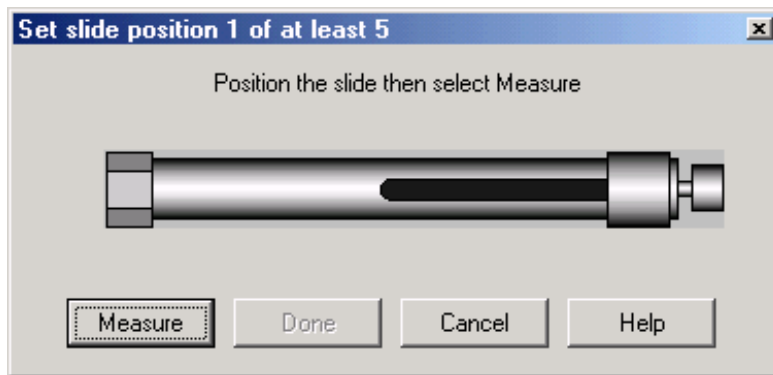 Set slide position 1 of at least 5
Position the slide then select Measure
Measure
Done
Cancel
Help